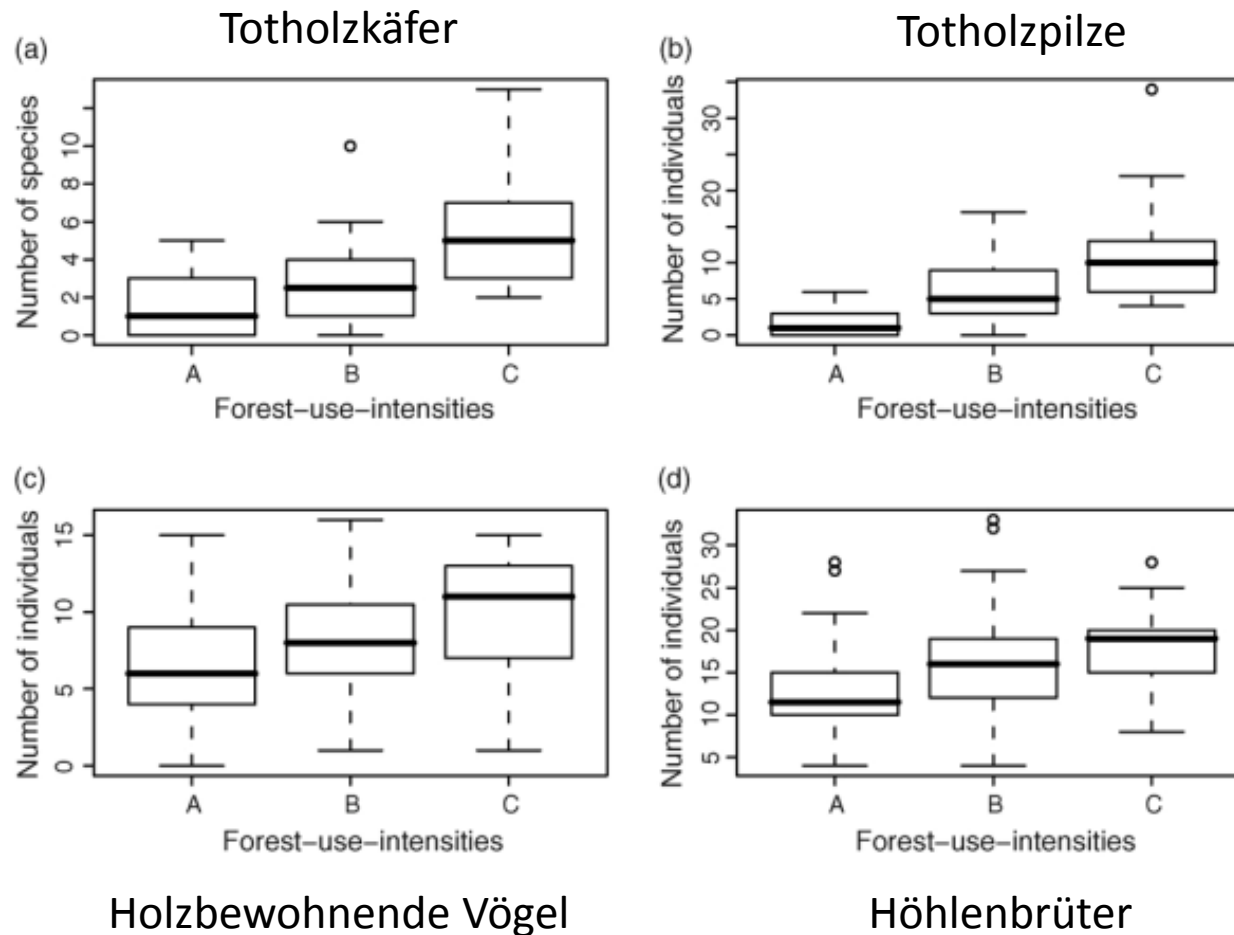 Totholzkäfer
(a)
Number of species
0 2 4 6 8 10
A B C
Forest-use-intensities
Totholzpilze
(b)
Number of individuals
0 5 10 20 30
A B C
Forest-use-intensities
(c)
Number of individuals
0 5 10 15
A B C
Forest-use-intensities
Holzbewohnende Vögel
(d)
Number of individuals
5 10 15 20 25 30
A B C
Forest-use-intensities
Höhlenbrüter